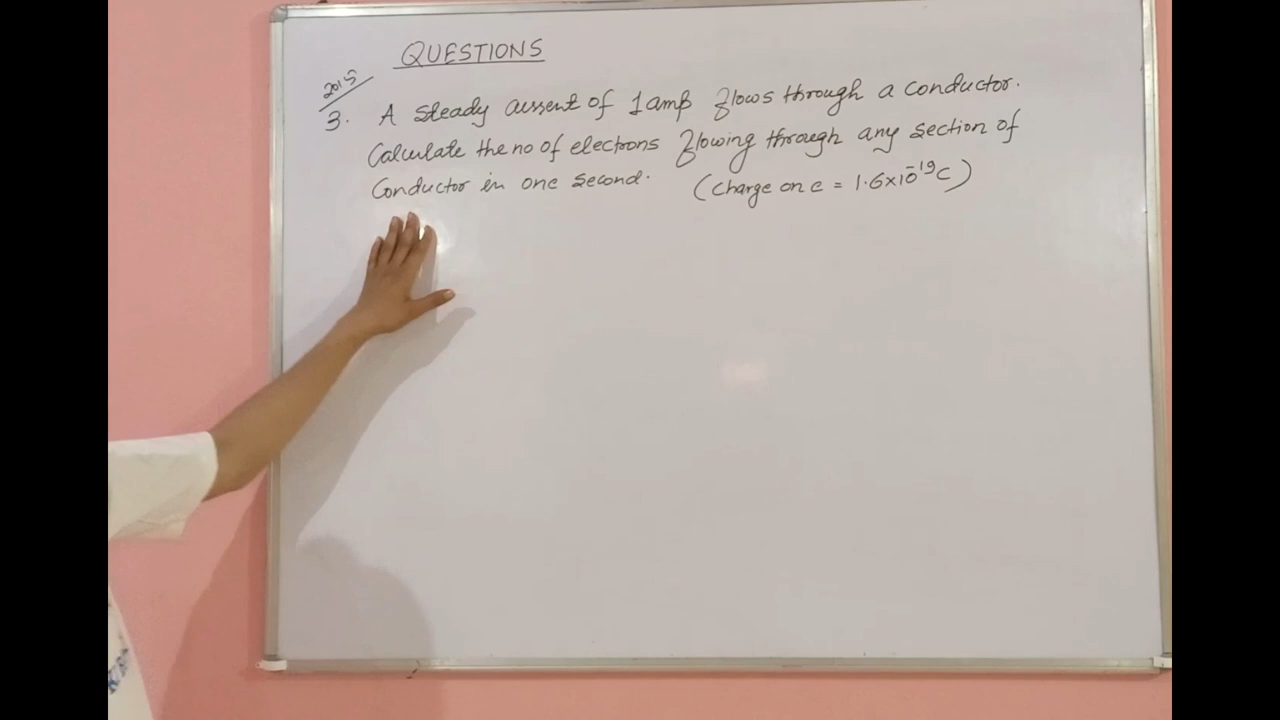 QUESTIONS
2015
3. A steady current of 1 amp flows through a conductor.
Calculate the no of electrons flowing through any section of
Conductor in one second. (Charge on e = 1.6×10⁻¹⁹C)